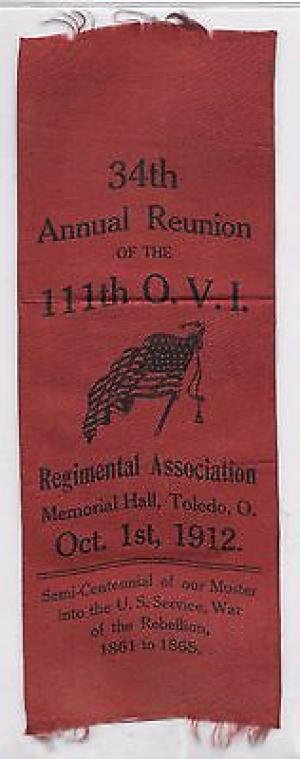 34th
Annual Reunion
OF THE
111th O. V. I.
Regimental Association
Memorial Hall, Toledo, O.
Oct. 1st, 1912.
Semi-Centennial of our Muster
into the U. S. Service, War
of the Rebellion,
1861 to 1865.